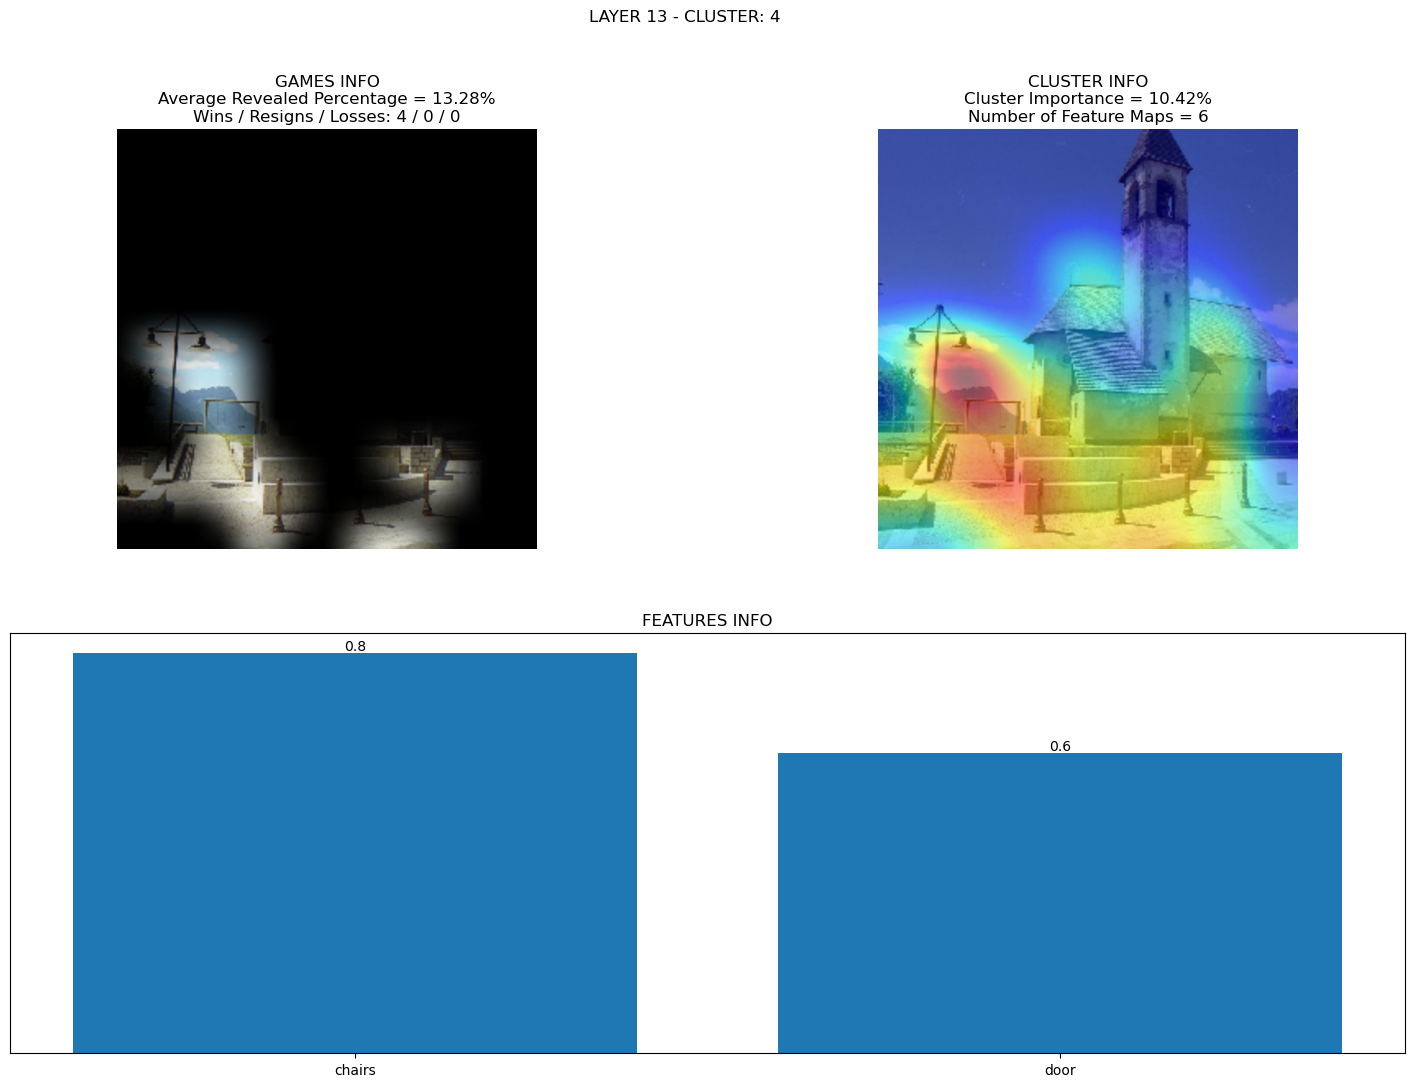 LAYER 13 - CLUSTER: 4
GAMES INFO
Average Revealed Percentage = 13.28%
Wins / Resigns / Losses: 4 / 0 / 0
CLUSTER INFO
Cluster Importance = 10.42%
Number of Feature Maps = 6
FEATURES INFO
0.8
0.6
chairs
door